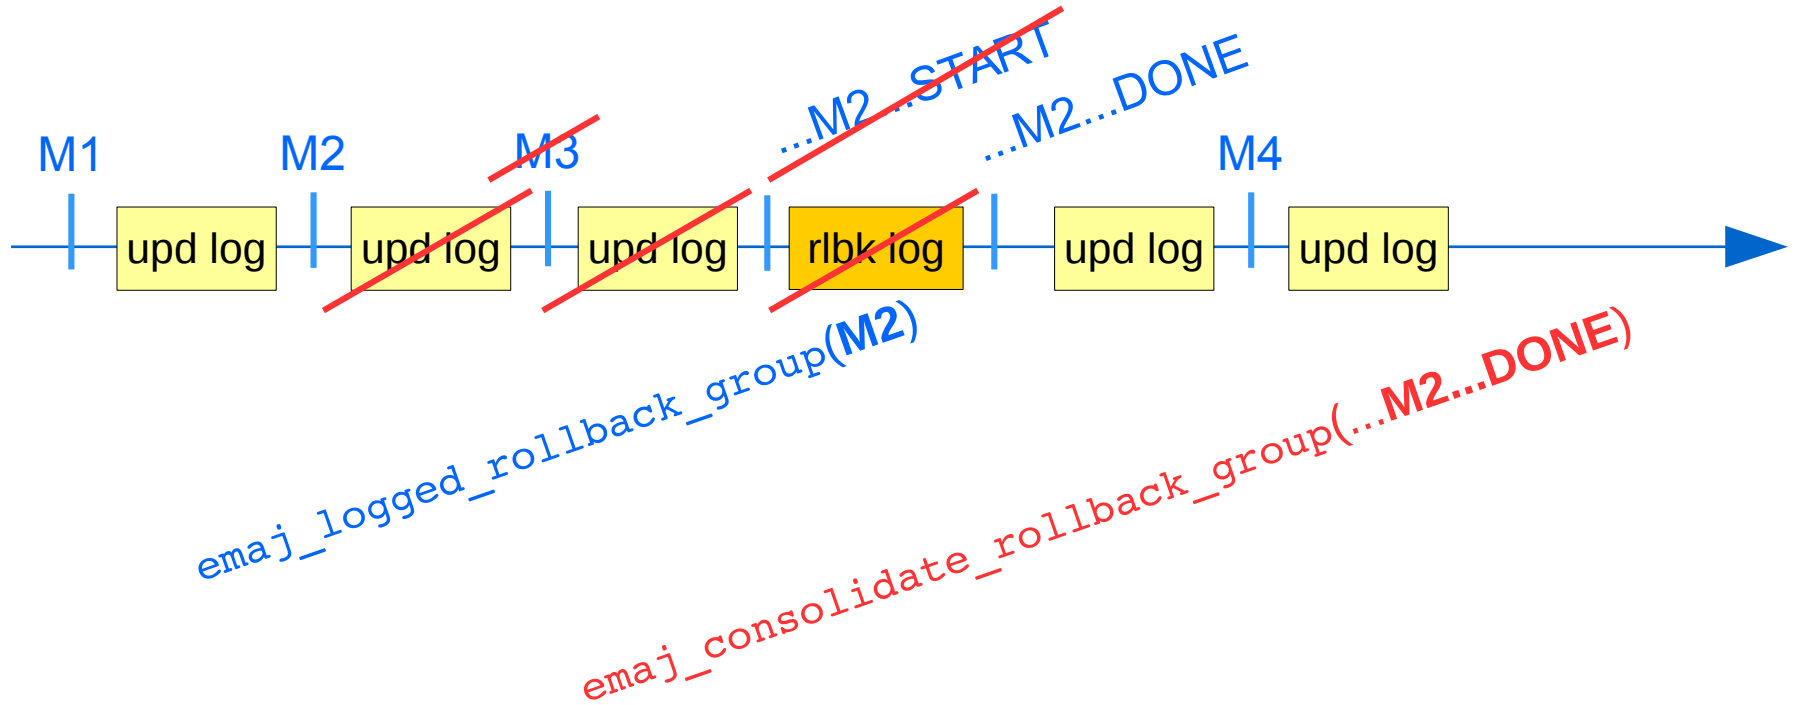 ...M2...START
...M2...DONE
M1
M2
M3
M4
upd log
upd log
upd log
rlbk log
upd log
upd log
emaj_logged_rollback_group(M2)
emaj_consolidate_rollback_group(...M2...DONE)